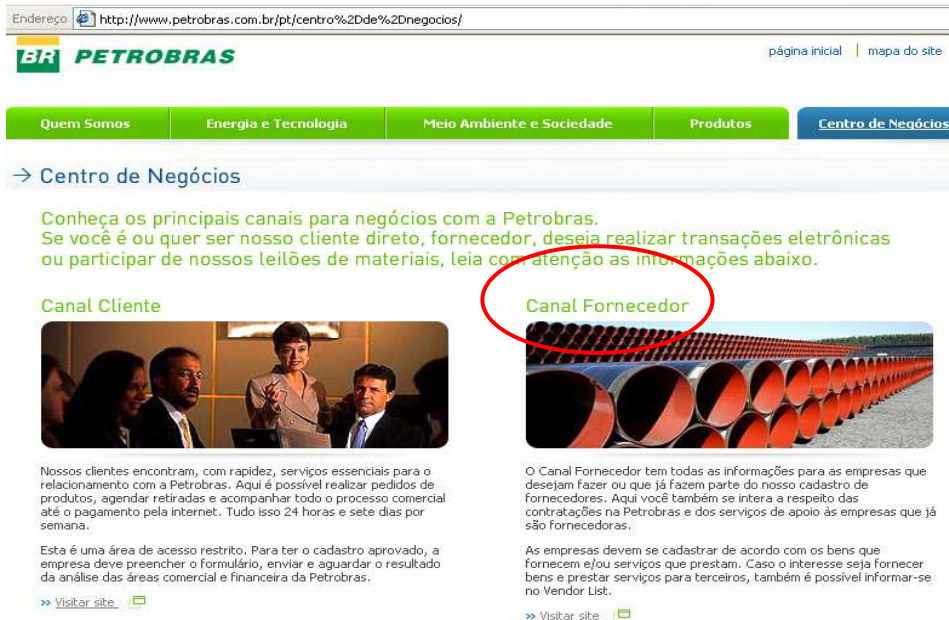 Endereço http://www.petrobras.com.br/pt/centro%2Dde%2Dnegocios/
BR PETROBRAS
página inicial | mapa do site
Quem Somos
Energia e Tecnologia
Meio Ambiente e Sociedade
Produtos
Centro de Negócios
→ Centro de Negócios
Conheça os principais canais para negócios com a Petrobras.
Se você é ou quer ser nosso cliente direto, fornecedor, deseja realizar transações eletrônicas
ou participar de nossos leilões de materiais, leia com atenção as informações abaixo.
Canal Cliente
Nossos clientes encontram, com rapidez, serviços essenciais para o
relacionamento com a Petrobras. Aqui é possível realizar pedidos de
produtos, agendar retiradas e acompanhar todo o processo comercial
até o pagamento pela internet. Tudo isso 24 horas e sete dias por
semana.
Esta é uma área de acesso restrito. Para ter o cadastro aprovado, a
empresa deve preencher o formulário, enviar e aguardar o resultado
da análise das áreas comercial e financeira da Petrobras.
» Visitar site
Canal Fornecedor
O Canal Fornecedor tem todas as informações para as empresas que
desejam fazer ou que já fazem parte do nosso cadastro de
fornecedores. Aqui você também se intera a respeito das
contratações na Petrobras e dos serviços de apoio às empresas que já
são fornecedoras.
As empresas devem se cadastrar de acordo com os bens que
fornecem e/ou serviços que prestam. Caso o interesse seja fornecer
bens e prestar serviços para terceiros, também é possível informar-se
no Vendor List.
» Visitar site